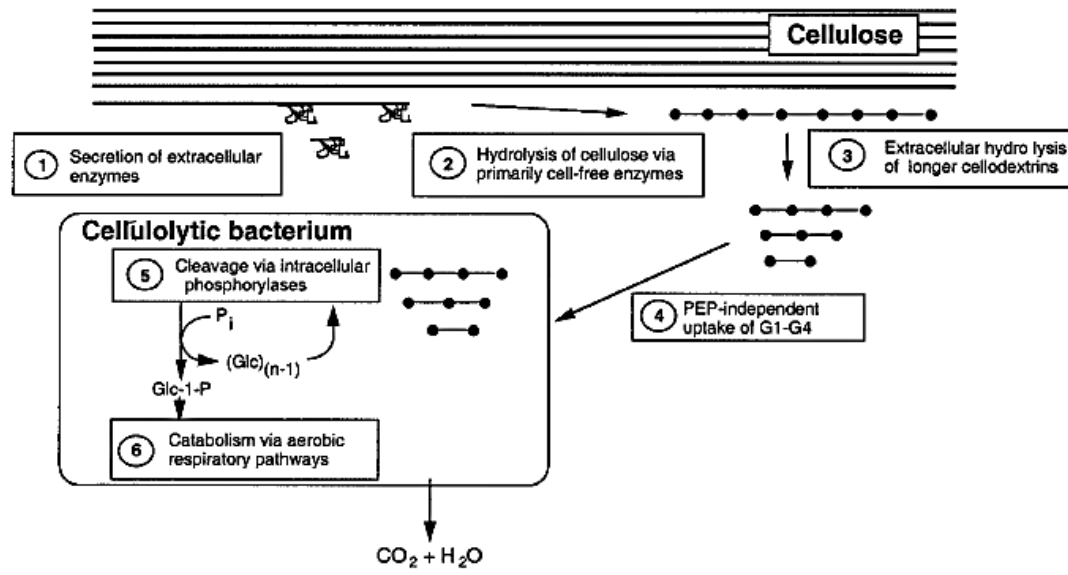 Cellulose
1 Secretion of extracellular
enzymes
2 Hydrolysis of cellulose via
primarily cell-free enzymes
3 Extracellular hydro lysis
of longer cellodextrins
Cellulolytic bacterium
5 Cleavage via intracellular
phosphorylases
4 PEP-independent
uptake of G1-G4
Pi
(Glc)(n-1)
Glc-1-P
6 Catabolism via aerobic
respiratory pathways
CO2 + H2O